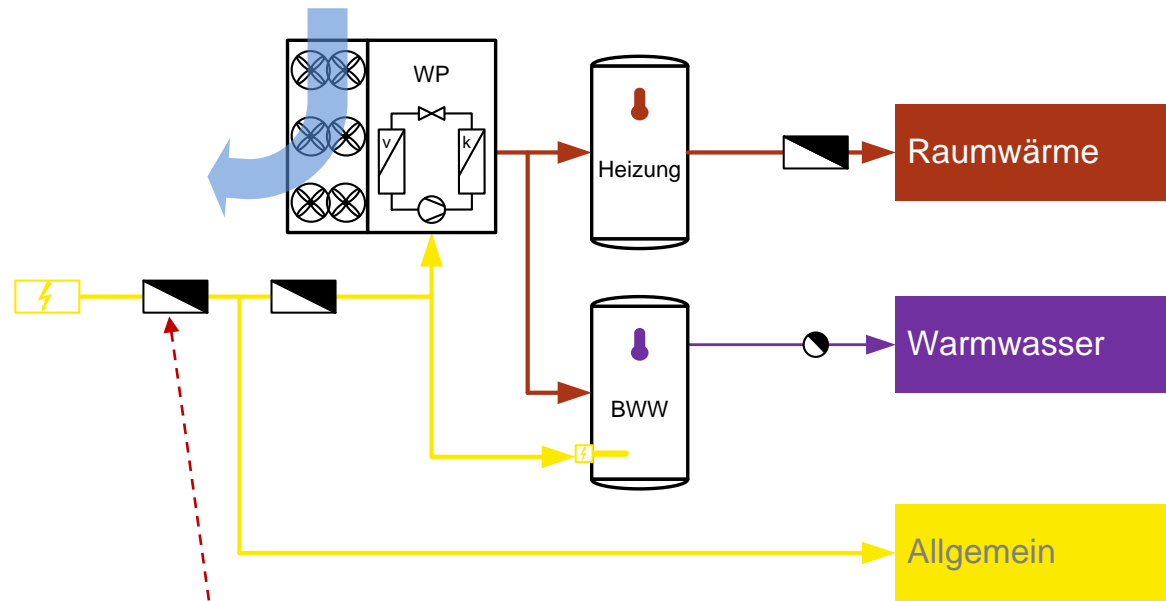 WP
v
k
Heizung
Raumwärme
BWW
Warmwasser
Allgemein